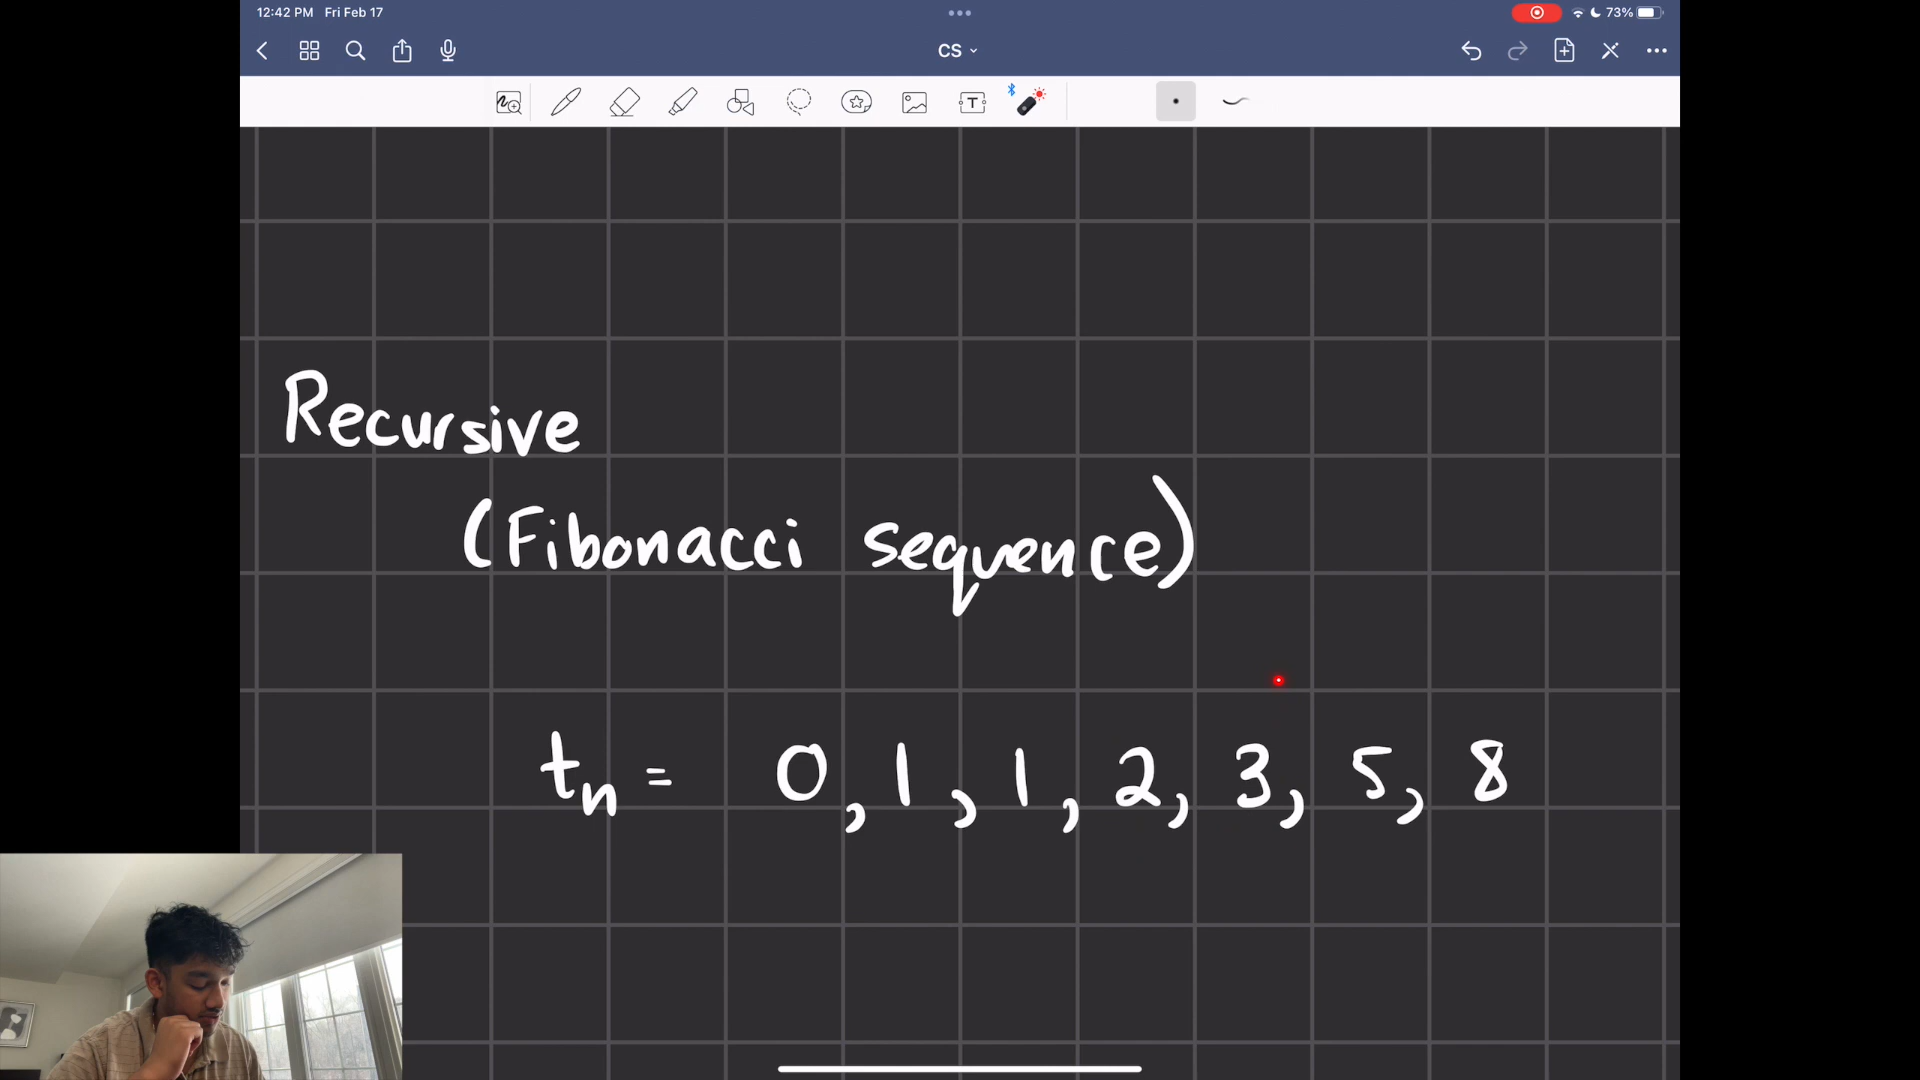 12:42 PM Fri Feb 17
73%
CS
T
Recursive
(Fibonacci sequence)
tn = 0, 1, 1, 2, 3, 5, 8